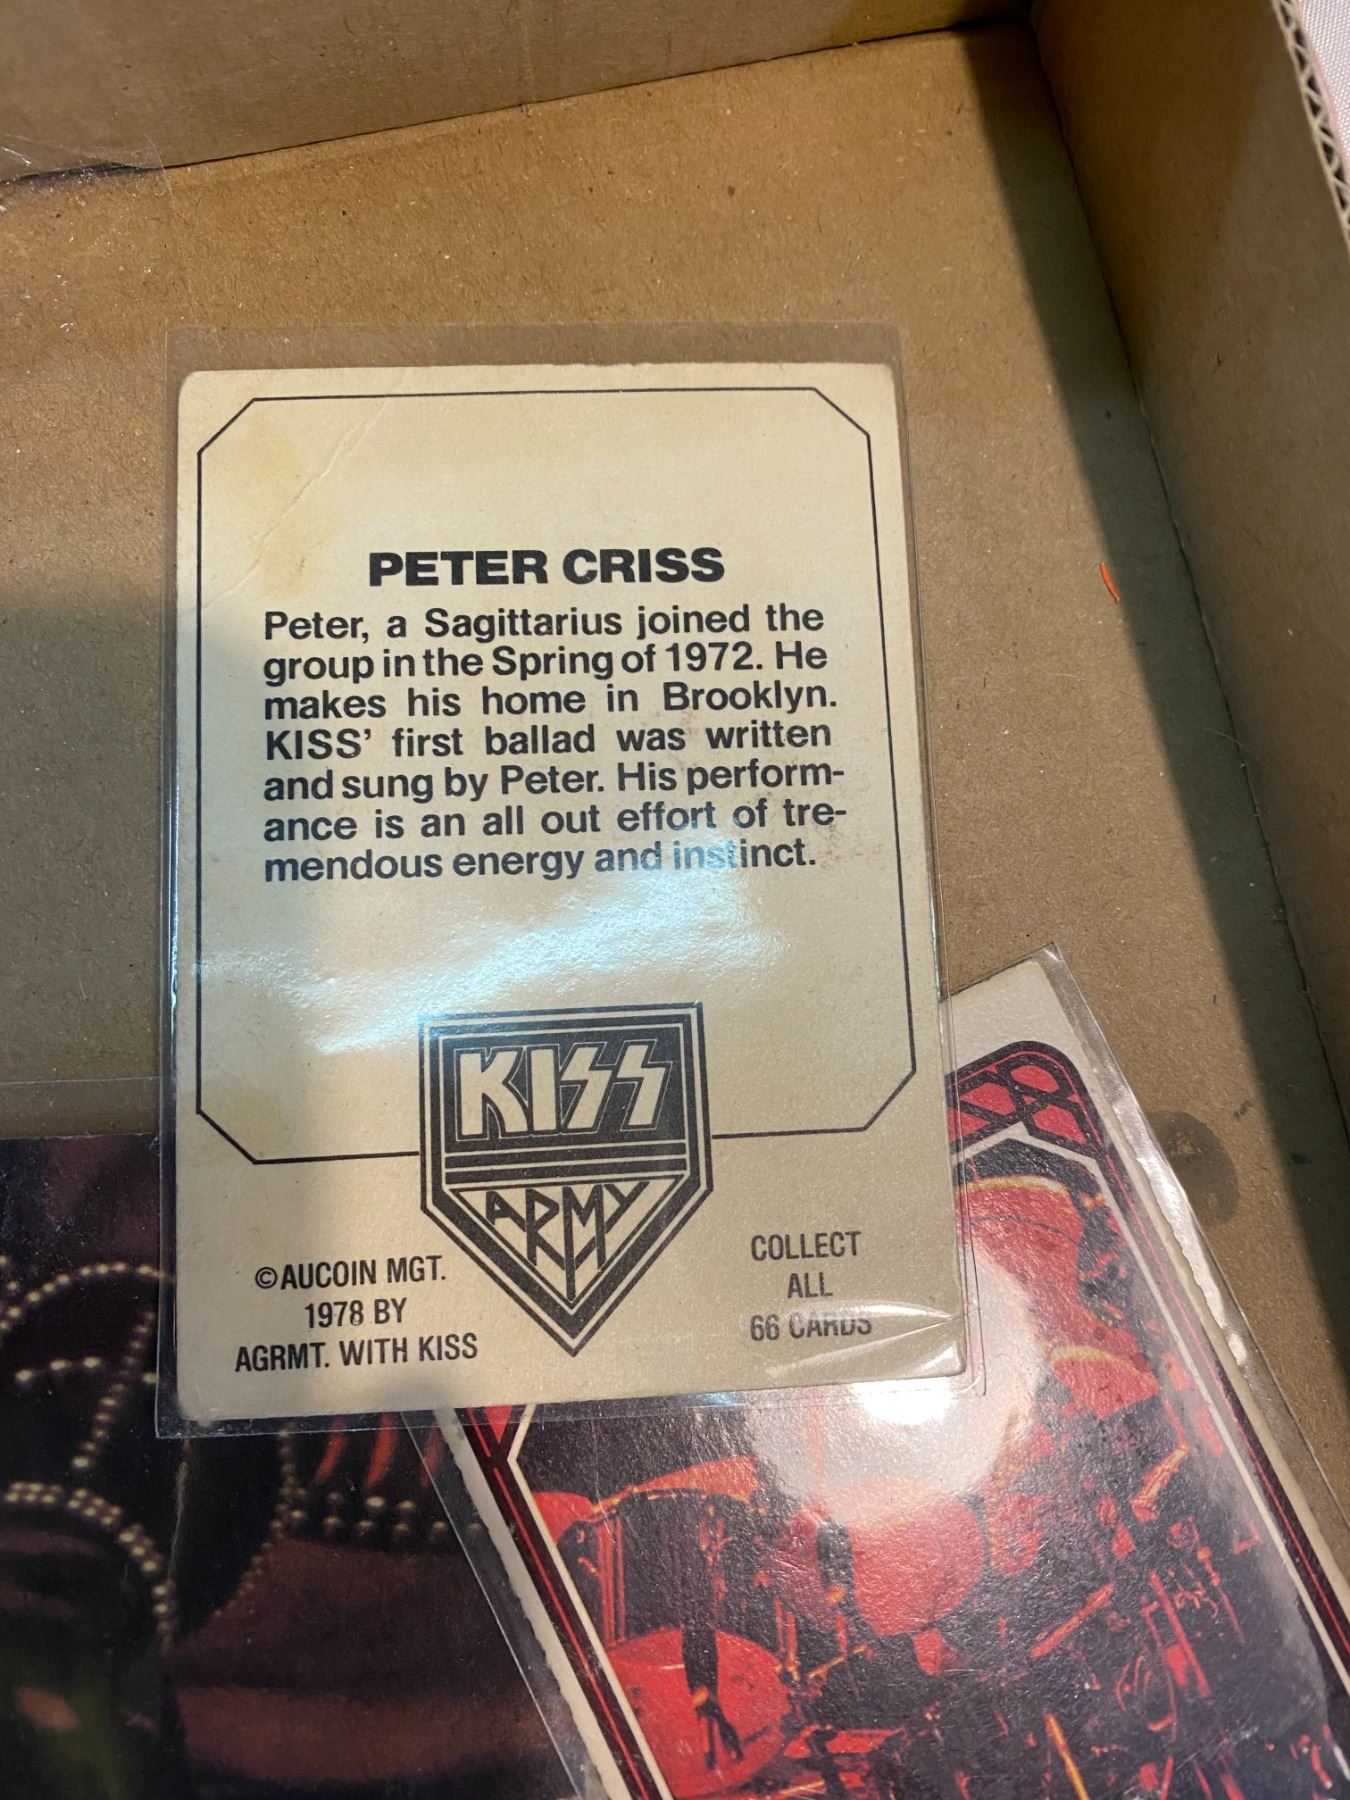 PETER CRISS
Peter, a Sagittarius joined the
group in the Spring of 1972. He
makes his home in Brooklyn.
KISS' first ballad was written
and sung by Peter. His perform-
ance is an all out effort of tre-
mendous energy and instinct.
KISS
ARMY
©AUCOIN MGT.
1978 BY
AGRMT. WITH KISS
COLLECT
ALL
66 CARDS